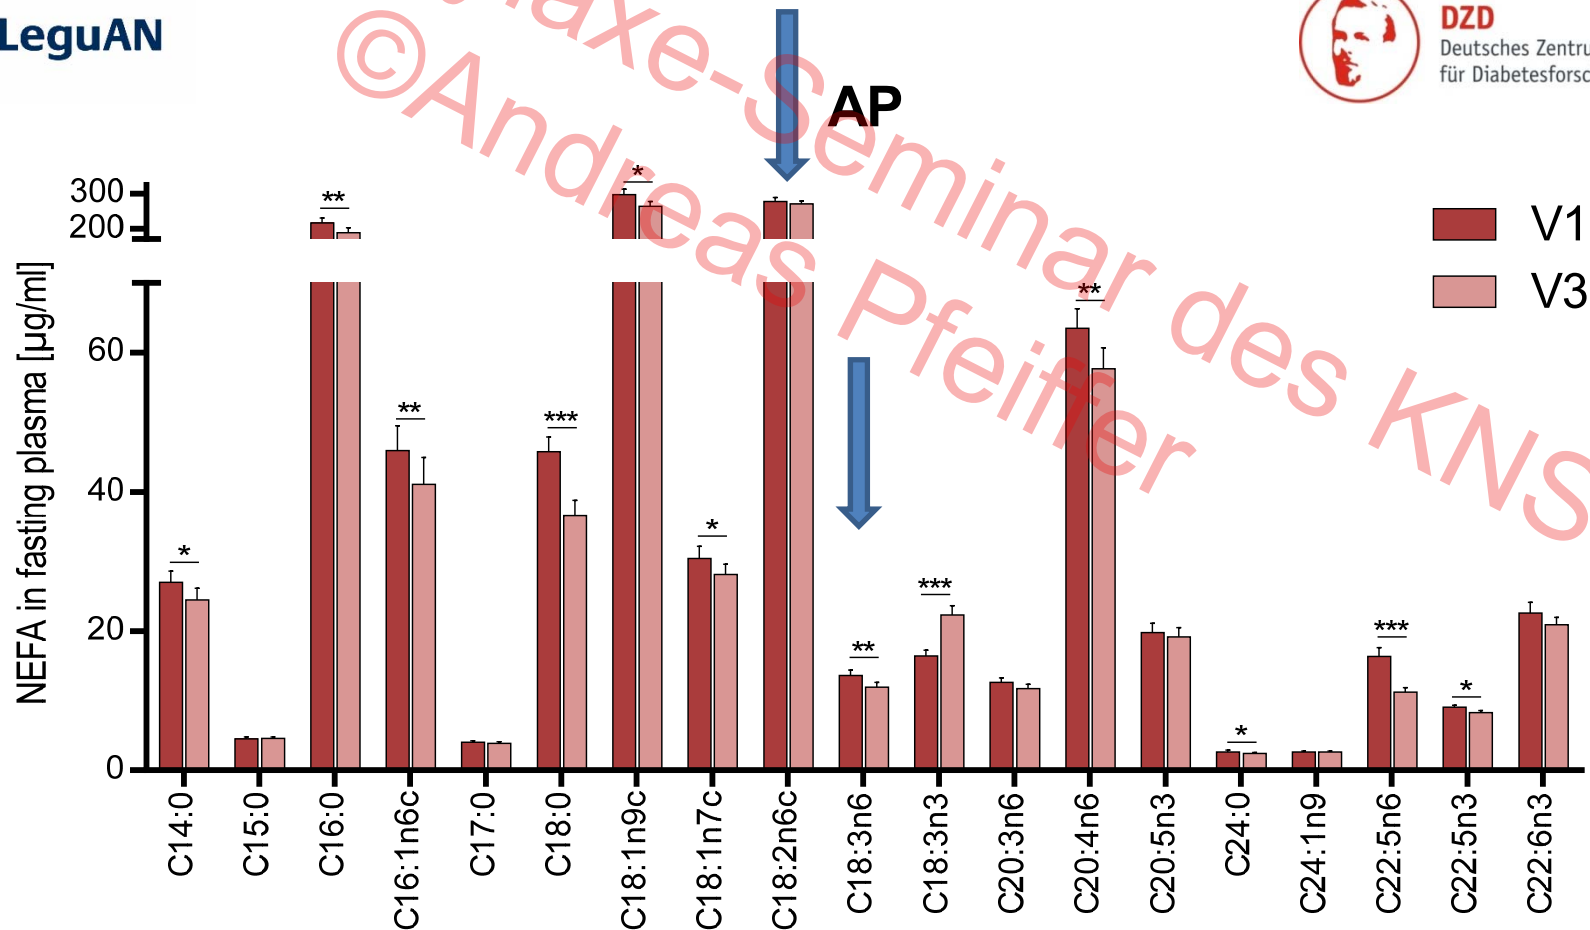 LeguAN
DZD
Deutsches Zentru
für Diabetesforsc
axe-Seminar des KNS
©Andreas Pfeiffer
AP
V1
V3
NEFA in fasting plasma [µg/ml]
300
200
60
40
20
0
*
**
**
***
*
*
**
***
**
*
***
*
C14:0
C15:0
C16:0
C16:1n6c
C17:0
C18:0
C18:1n9c
C18:1n7c
C18:2n6c
C18:3n6
C18:3n3
C20:3n6
C20:4n6
C20:5n3
C24:0
C24:1n9
C22:5n6
C22:5n3
C22:6n3